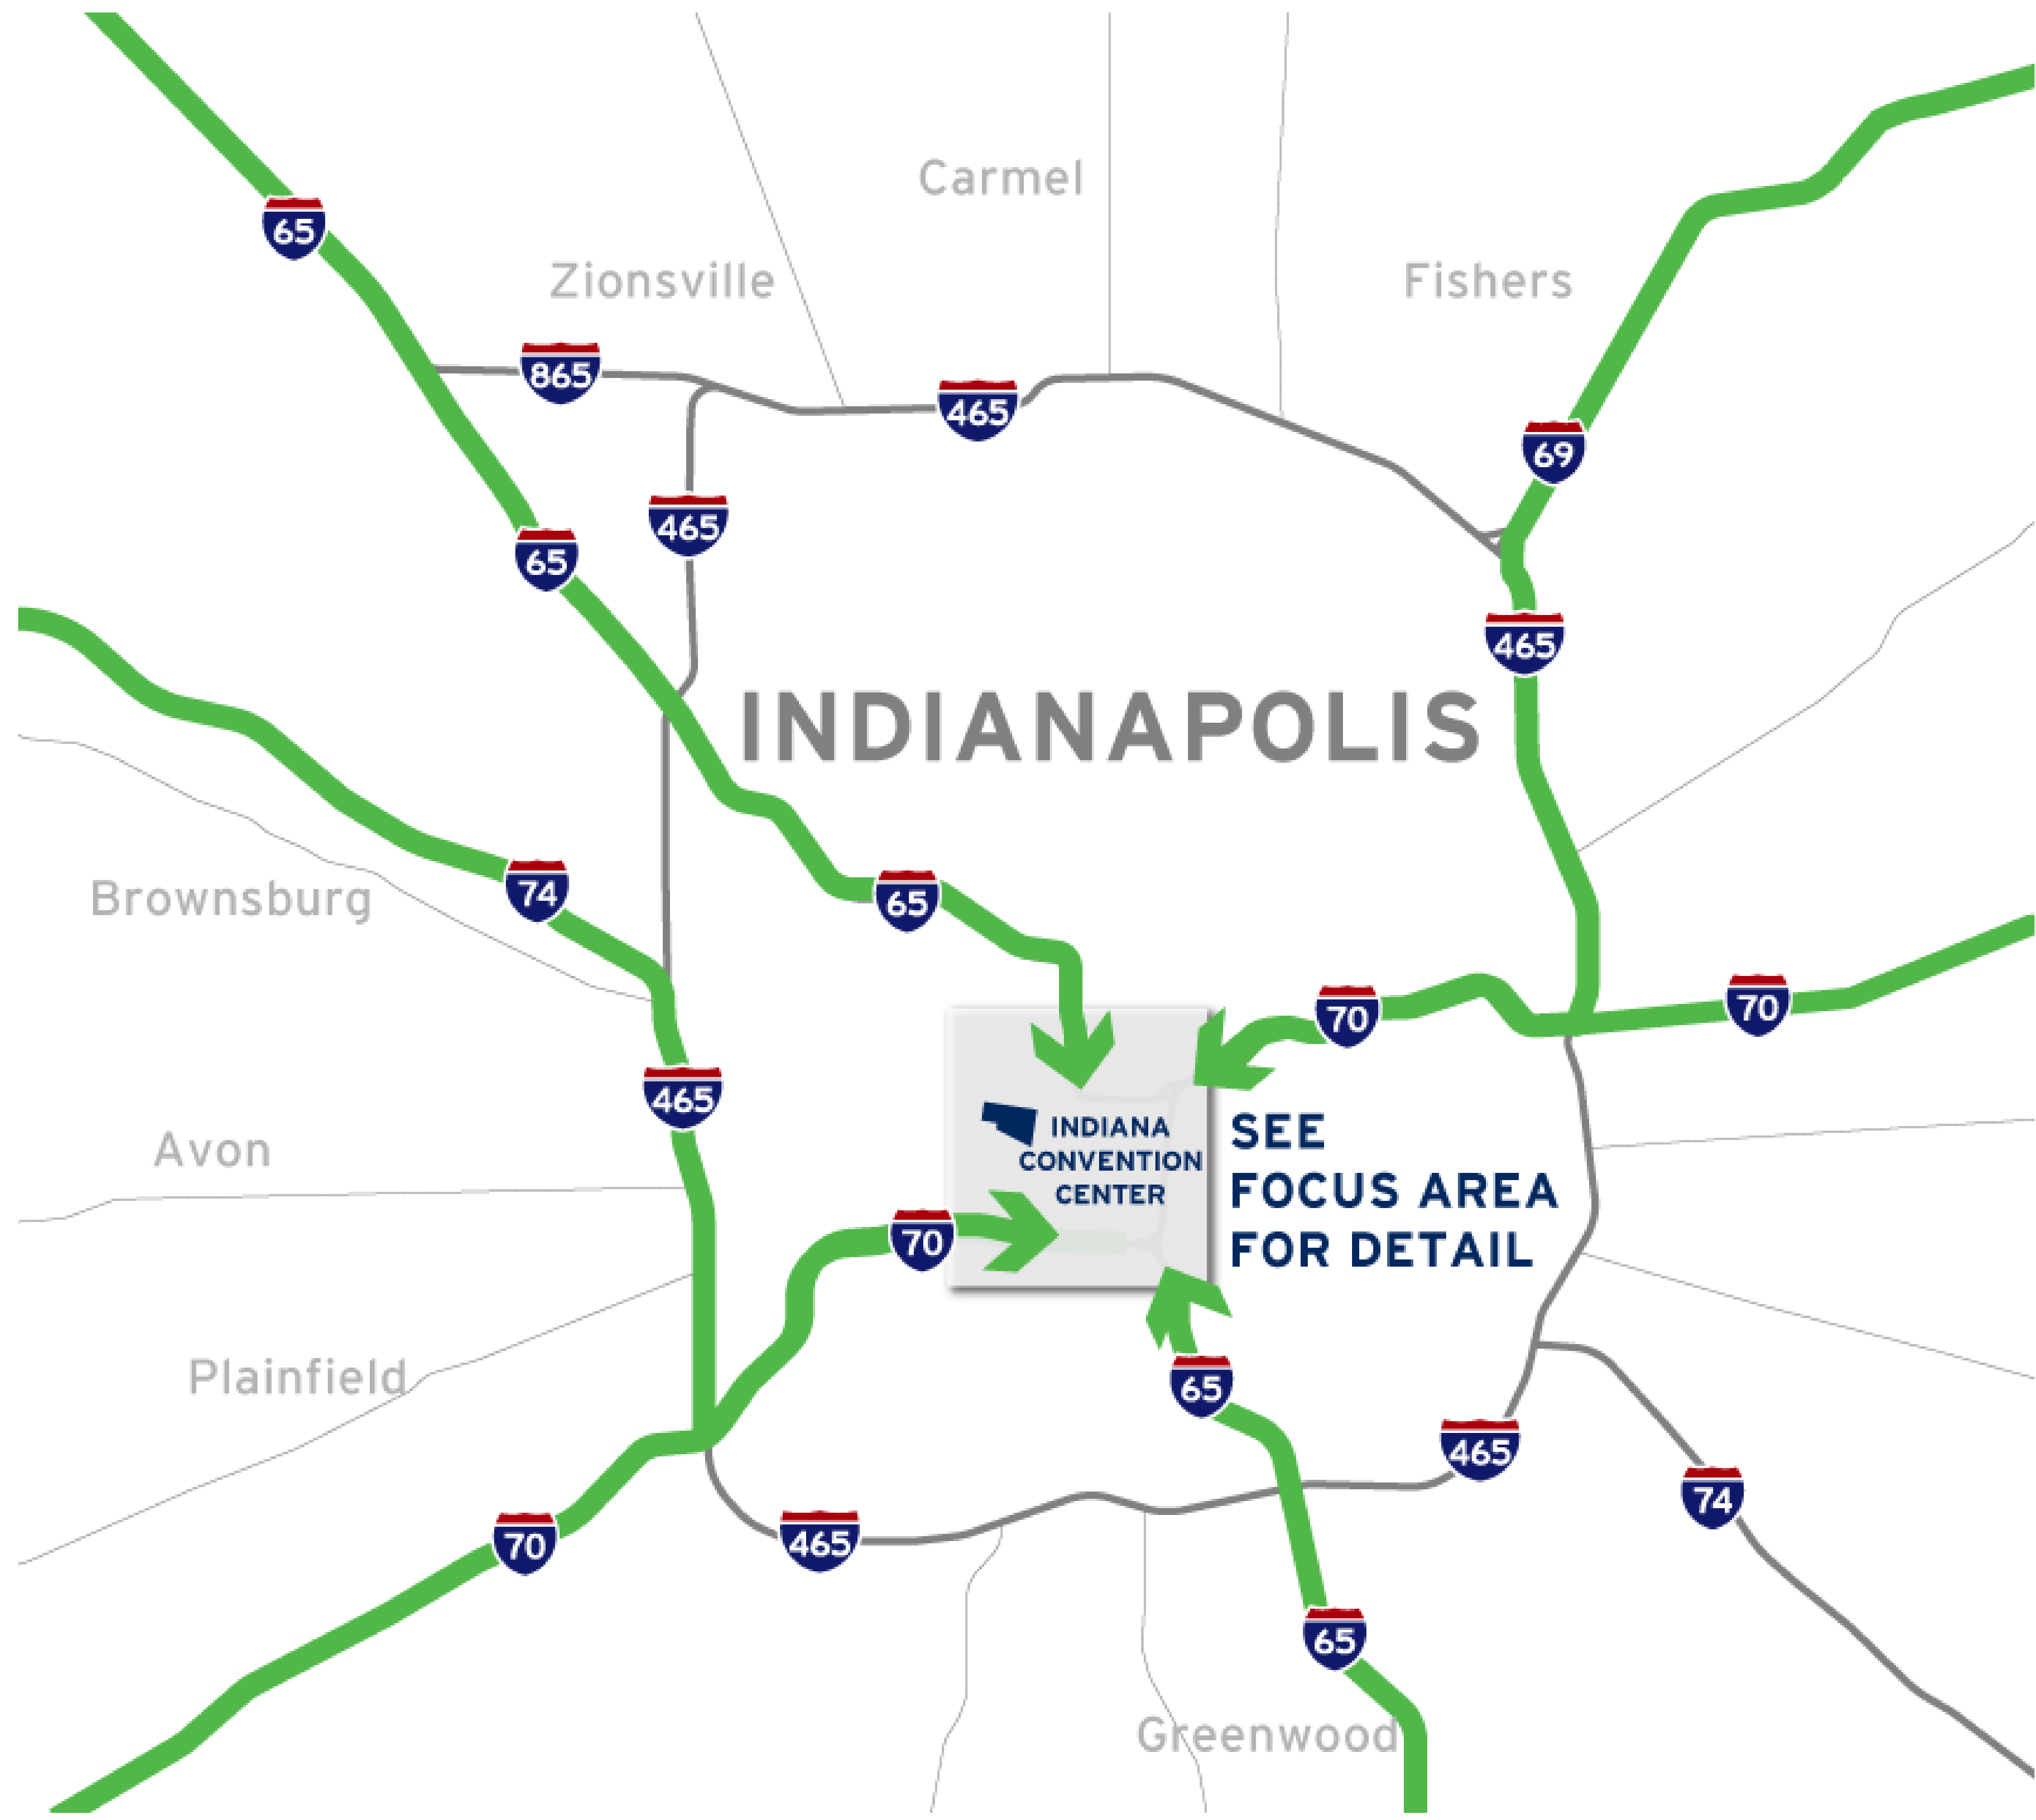 Carmel
65
Zionsville
Fishers
865
465
69
465
65
465
INDIANAPOLIS
74
65
Brownsburg
70
70
465
INDIANA
CONVENTION
CENTER
SEE
FOCUS AREA
FOR DETAIL
Avon
70
Plainfield
65
465
74
70
465
65
Greenwood